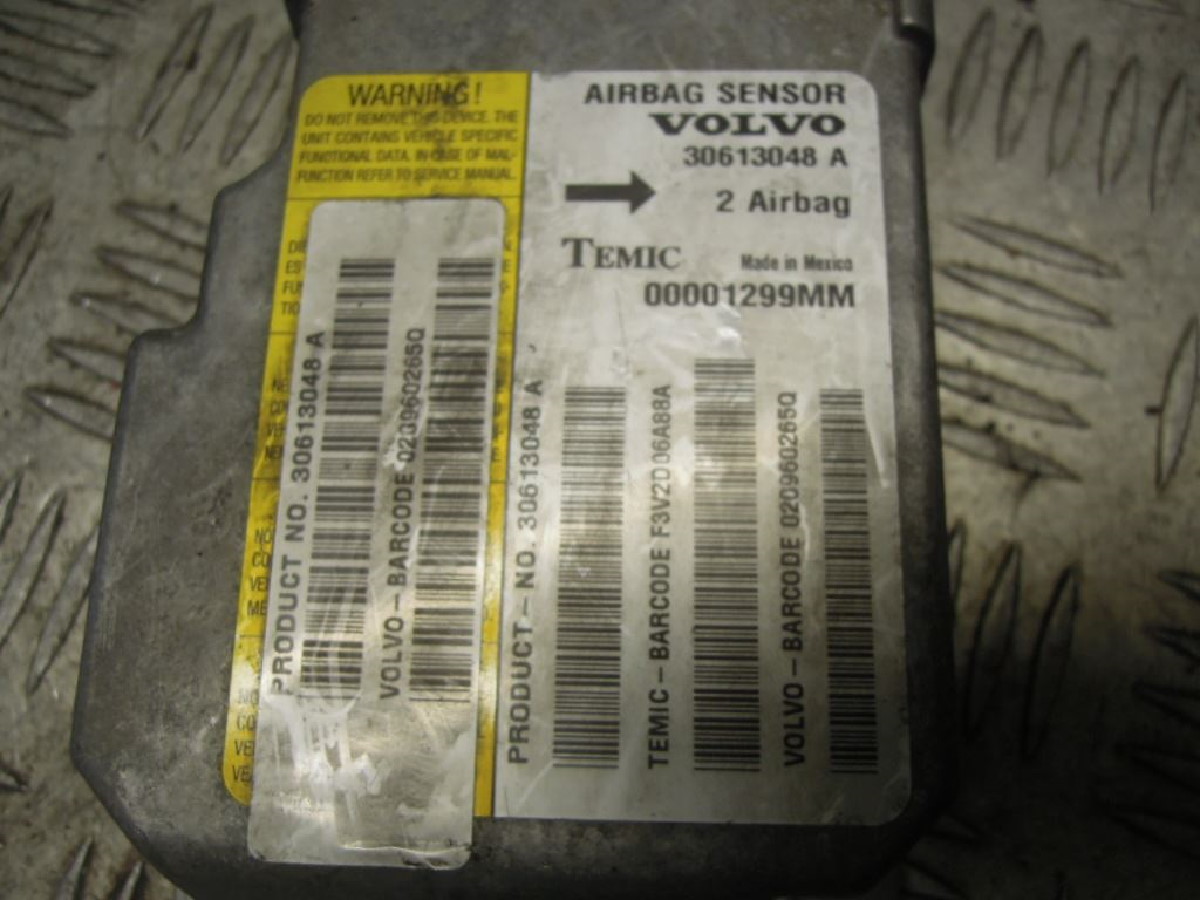 WARNING!
DO NOT REMOVE THIS DEVICE. THE
UNIT CONTAINS VEHICLE SPECIFIC
FUNCTIONAL DATA. IN CASE OF MAL-
FUNCTION REFER TO SERVICE MANUAL.
PRODUCT NO. 30613048 A
VOLVO-BARCODE 0209602655Q
AIRBAG SENSOR
VOLVO
30613048 A
2 Airbag
TEMIC
Made in Mexico
00001299MM
PRODUCT-NO. 30613048 A
TEMIC-BARCODE F3V2D06A88A
VOLVO-BARCODE 0209602655Q